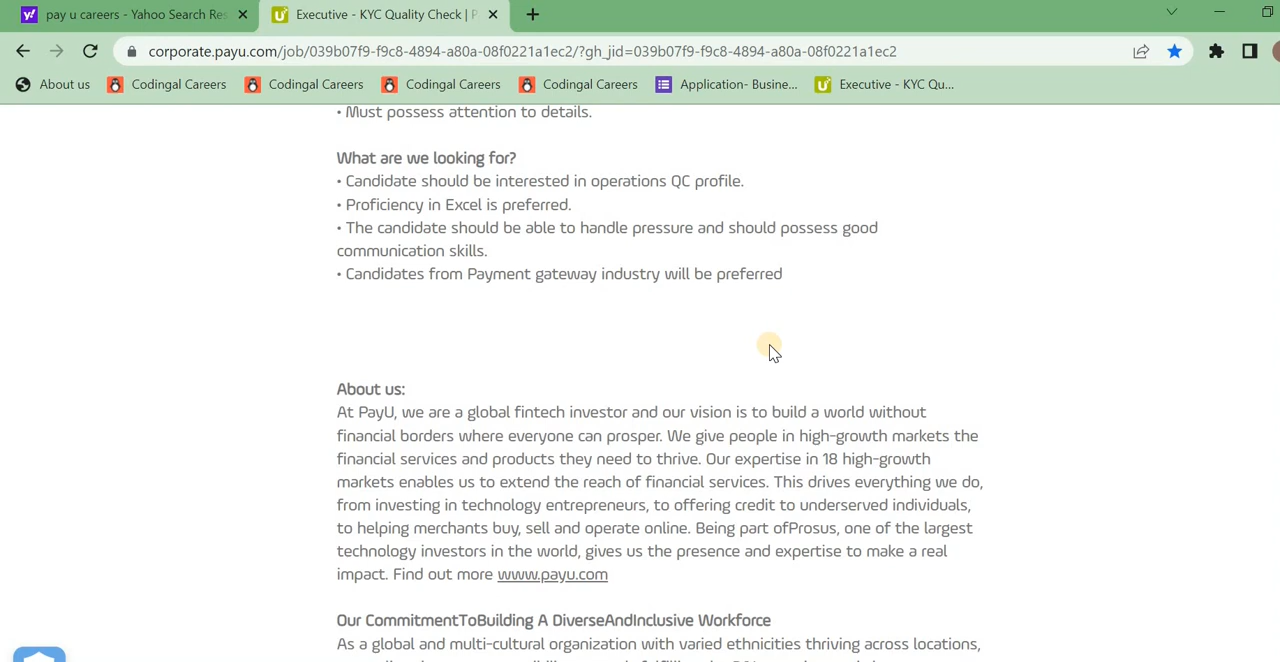 pay u careers - Yahoo Search Res
Executive - KYC Quality Check | P
corporate.payu.com/job/039b07f9-f9c8-4894-a80a-08f0221a1ec2/?gh_jid=039b07f9-f9c8-4894-a80a-08f0221a1ec2
About us
Codingal Careers
Codingal Careers
Codingal Careers
Codingal Careers
Application- Busine...
Executive - KYC Qu...
• Must possess attention to details.
What are we looking for?
• Candidate should be interested in operations QC profile.
• Proficiency in Excel is preferred.
• The candidate should be able to handle pressure and should possess good
communication skills.
• Candidates from Payment gateway industry will be preferred
About us:
At PayU, we are a global fintech investor and our vision is to build a world without
financial borders where everyone can prosper. We give people in high-growth markets the
financial services and products they need to thrive. Our expertise in 18 high-growth
markets enables us to extend the reach of financial services. This drives everything we do,
from investing in technology entrepreneurs, to offering credit to underserved individuals,
to helping merchants buy, sell and operate online. Being part ofProsus, one of the largest
technology investors in the world, gives us the presence and expertise to make a real
impact. Find out more www.payu.com
Our CommitmentToBuilding A DiverseAndInclusive Workforce
As a global and multi-cultural organization with varied ethnicities thriving across locations,